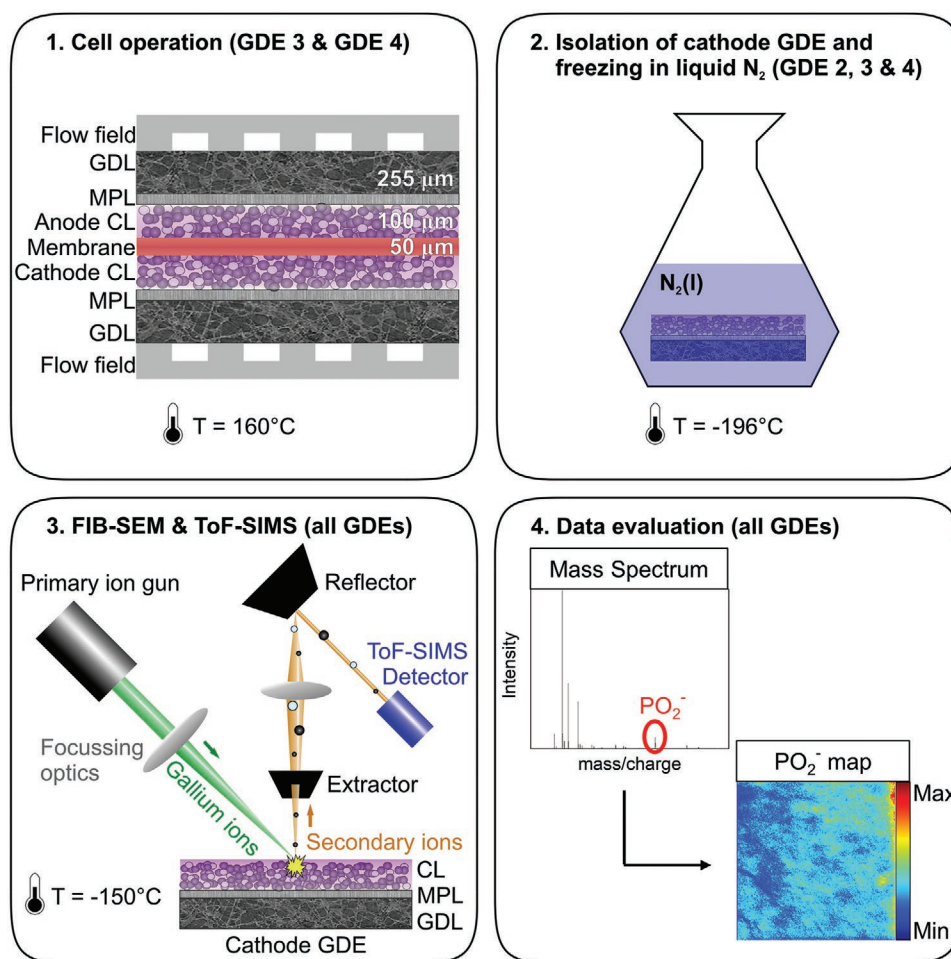 1. Cell operation (GDE 3 & GDE 4)
Flow field
GDL
255 μm
MPL
Anode CL
100 μm
Membrane
50 μm
Cathode CL
MPL
GDL
Flow field
T = 160°C
2. Isolation of cathode GDE and
freezing in liquid N₂ (GDE 2, 3 & 4)
N₂(l)
T = -196°C
3. FIB-SEM & ToF-SIMS (all GDEs)
Primary ion gun
Reflector
ToF-SIMS
Detector
Focussing
optics
Gallium ions
Extractor
Secondary ions
CL
MPL
GDL
T = -150°C
Cathode GDE
4. Data evaluation (all GDEs)
Mass Spectrum
Intensity
PO₂⁻
mass/charge
PO₂⁻ map
Max
Min